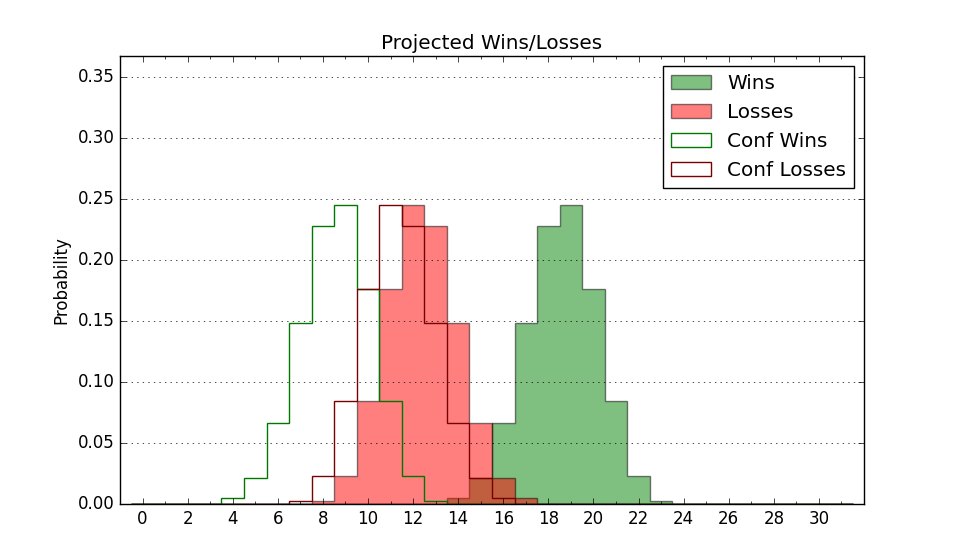 Projected Wins/Losses
0.35
0.30
0.25
0.20
0.15
0.10
0.05
0.00
Probability
Wins
Losses
Conf Wins
Conf Losses
0 2 4 6 8 10 12 14 16 18 20 22 24 26 28 30